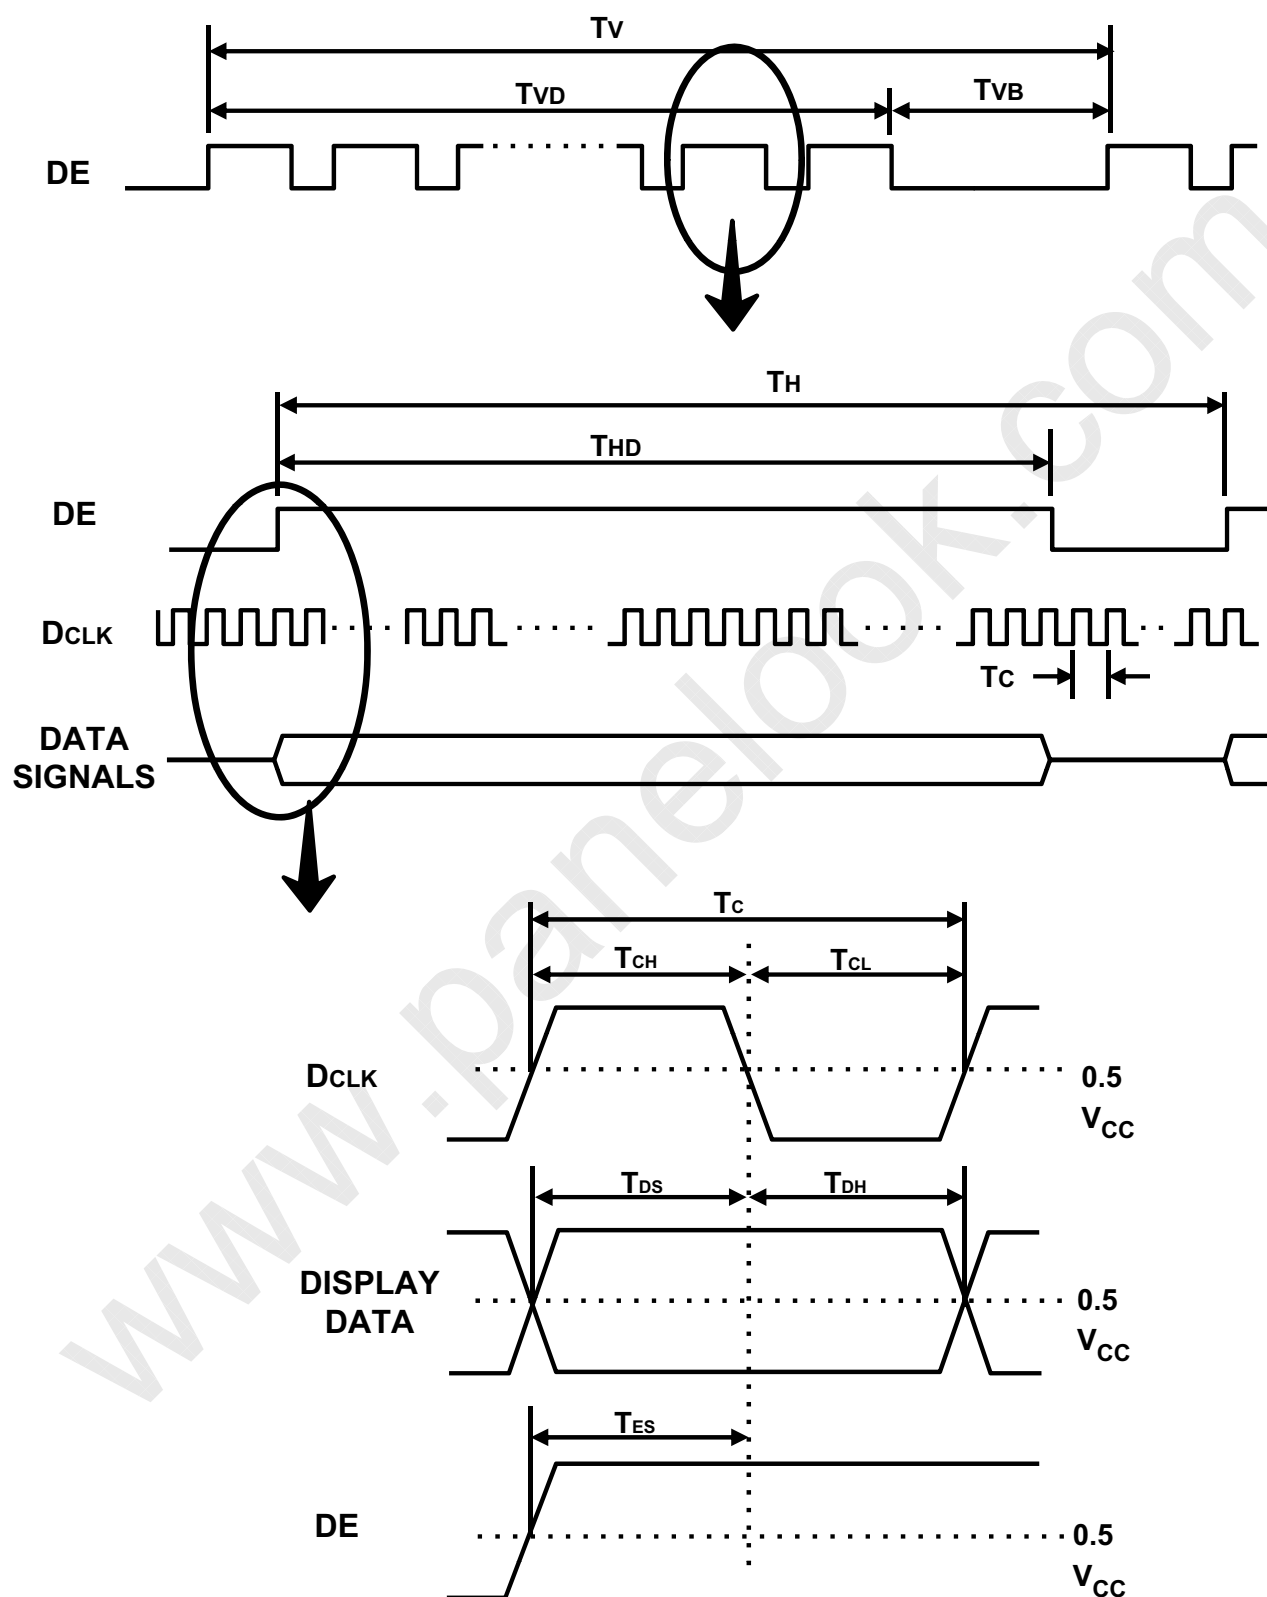 TV
TVD
TVB
DE
TH
THD
DE
DCLK
TC
DATA
SIGNALS
TC
TCH
TCL
DCLK
0.5
VCC
TDS
TDH
DISPLAY
DATA
0.5
VCC
TES
DE
0.5
VCC
www.panelook.com